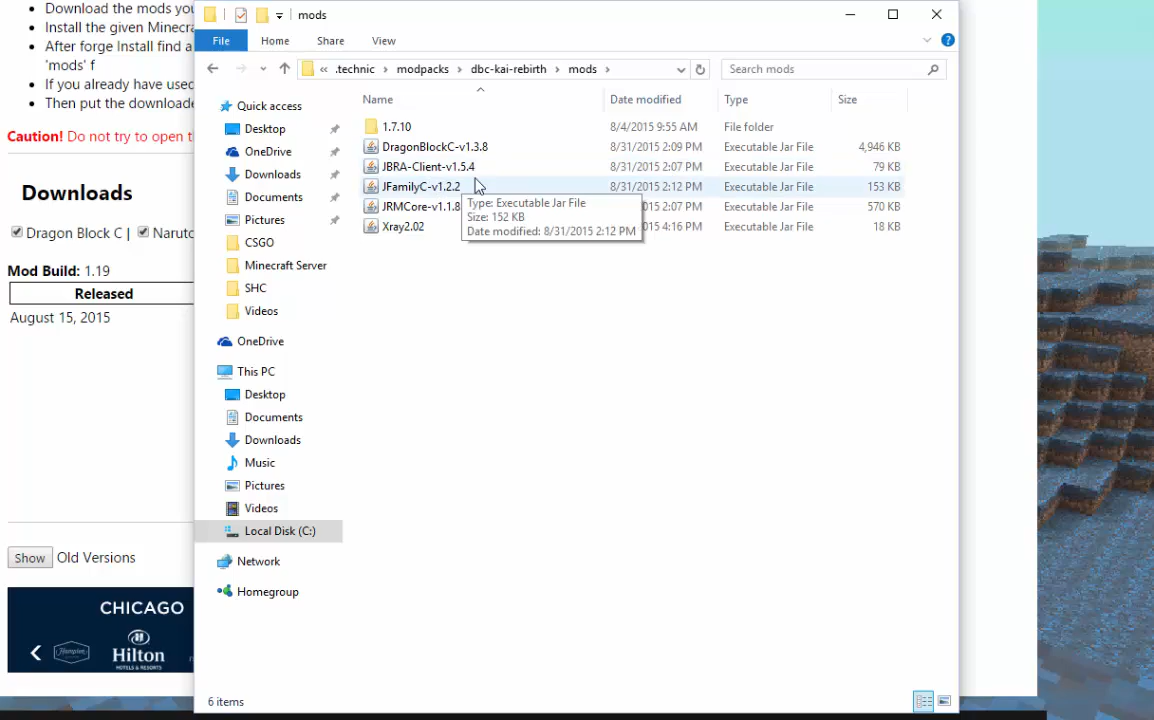 Download the mods you
Install the given Minecra
After forge Install find a
'mods' f
If you already have used
Then put the downloade
Caution! Do not try to open t
Downloads
Dragon Block C | Naruto
Mod Build: 1.19
Released
August 15, 2015
Show Old Versions
CHICAGO
Hilton
HOTELS & RESORTS
mods
File Home Share View
« .technic modpacks dbc-kai-rebirth mods
Search mods
Quick access
Desktop
OneDrive
Downloads
Documents
Pictures
CSGO
Minecraft Server
SHC
Videos
OneDrive
This PC
Desktop
Documents
Downloads
Music
Pictures
Videos
Local Disk (C:)
Network
Homegroup
Name Date modified Type Size
1.7.10 8/4/2015 9:55 AM File folder
DragonBlockC-v1.3.8 8/31/2015 2:09 PM Executable Jar File 4,946 KB
JBRA-Client-v1.5.4 8/31/2015 2:07 PM Executable Jar File 79 KB
JFamilyC-v1.2.2 8/31/2015 2:12 PM Executable Jar File 153 KB
JRMCore-v1.1.8 2015 2:07 PM Executable Jar File 570 KB
Xray2.02 2015 4:16 PM Executable Jar File 18 KB
Type: Executable Jar File
Size: 152 KB
Date modified: 8/31/2015 2:12 PM
6 items